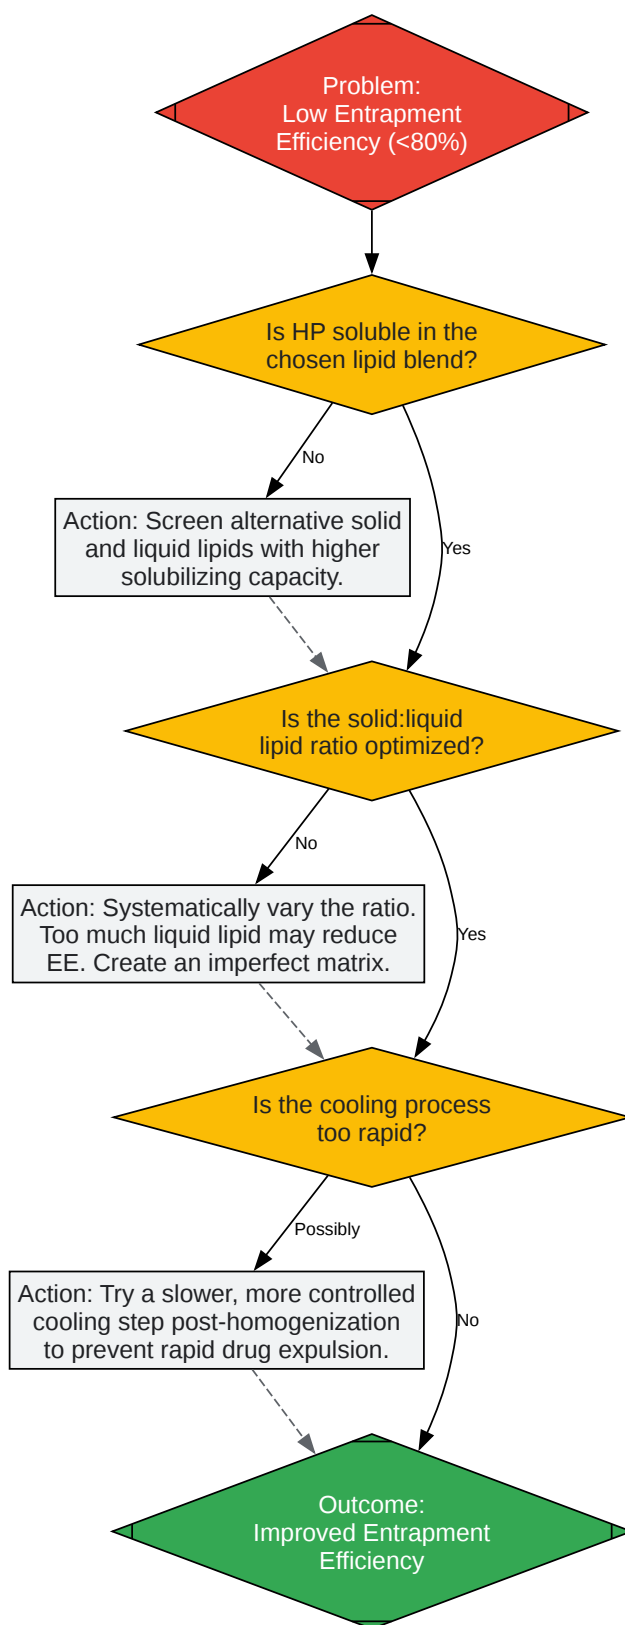 Problem:
Low Entrapment
Efficiency (<80%)
Is HP soluble in the
chosen lipid blend?
No
Action: Screen alternative solid
and liquid lipids with higher
solubilizing capacity.
Yes
Is the solid:liquid
lipid ratio optimized?
No
Action: Systematically vary the ratio.
Too much liquid lipid may reduce
EE. Create an imperfect matrix.
Yes
Is the cooling process
too rapid?
Possibly
Action: Try a slower, more controlled
cooling step post-homogenization
to prevent rapid drug expulsion.
No
Outcome:
Improved Entrapment
Efficiency